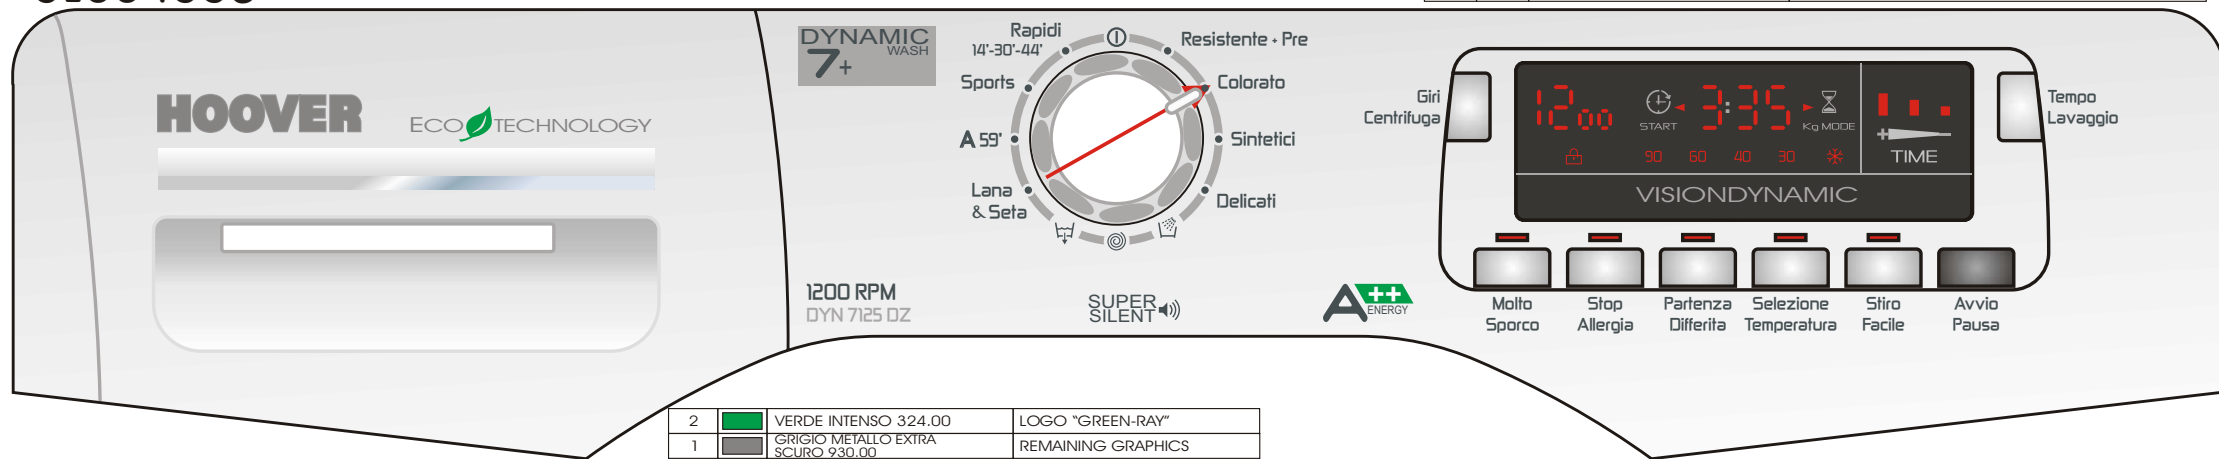 HOOVER
ECO TECHNOLOGY
DYNAMIC
WASH
7+
Rapidi
14'-30'-44'
Sports
A 59'
Lana
& Seta
Resistente + Pre
Colorato
Sintetici
Delicati
1200 RPM
DYN 7125 DZ
SUPER
SILENT
A++
ENERGY
Giri
Centrifuga
1200
START
3:35
Kg MODE
90 60 40 30
+
TIME
VISIONDYNAMIC
Tempo
Lavaggio
Molto
Sporco
Stop
Allergia
Partenza
Differita
Selezione
Temperatura
Stiro
Facile
Avvio
Pausa
2 VERDE INTENSO 324.00 LOGO "GREEN-RAY"
1 GRIGIO METALLO EXTRA
SCURO 930.00 REMAINING GRAPHICS